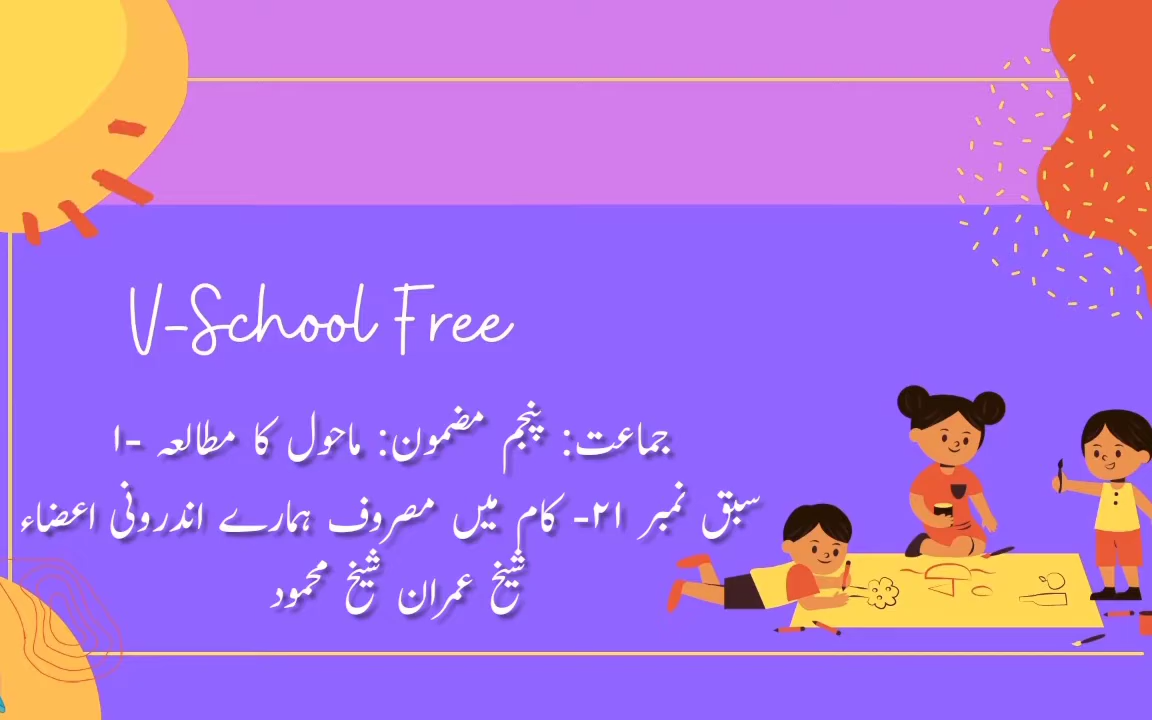 V-School Free
جماعت: پنجم مضمون: ماحول کا مطالعہ -۱
سبق نمبر ۲۱- کام میں مصروف ہمارے اندرونی اعضاء
شیخ عمران شیخ محمود